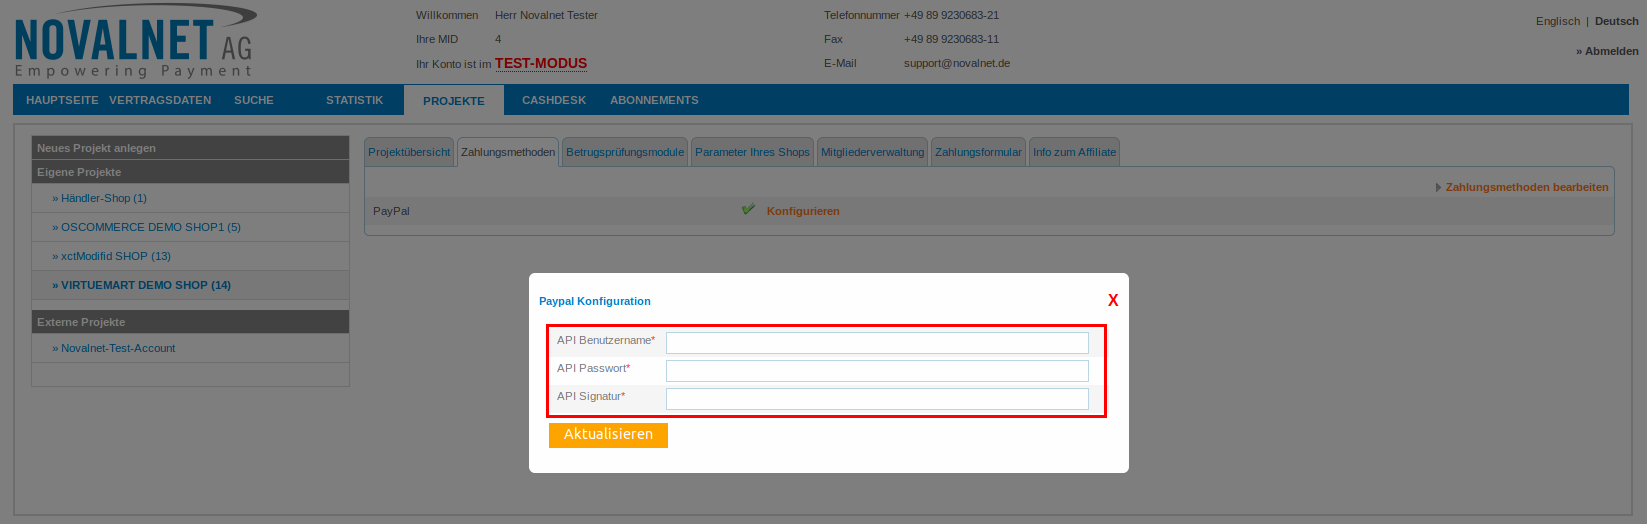 NOVALNET AG
Empowering Payment
Willkommen Herr Novalnet Tester
Ihre MID 4
Ihr Konto ist im TEST-MODUS
Telefonnummer +49 89 9230683-21
Fax +49 89 9230683-11
E-Mail support@novalnet.de
Englisch | Deutsch
» Abmelden
HAUPTSEITE VERTRAGSDATEN SUCHE STATISTIK PROJEKTE CASHDESK ABONNEMENTS
Neues Projekt anlegen
Eigene Projekte
» Händler-Shop (1)
» OSCOMMERCE DEMO SHOP1 (5)
» xctModifid SHOP (13)
» VIRTUEMART DEMO SHOP (14)
Externe Projekte
» Novalnet-Test-Account
Projektübersicht Zahlungsmethoden Betrugsprüfungsmodule Parameter Ihres Shops Mitgliederverwaltung Zahlungsformular Info zum Affiliate
Zahlungsmethoden bearbeiten
PayPal Konfigurieren
Paypal Konfiguration X
API Benutzername*
API Passwort*
API Signatur*
Aktualisieren